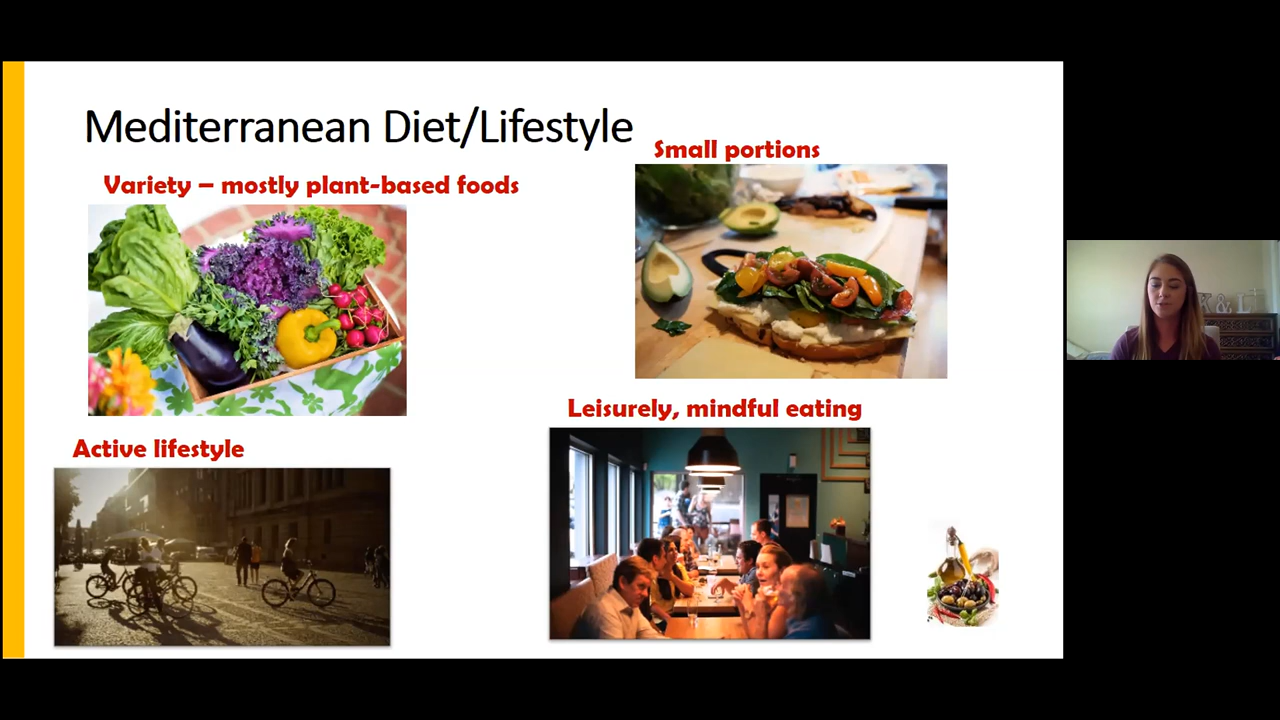 Mediterranean Diet/Lifestyle
Small portions
Variety – mostly plant-based foods
Leisurely, mindful eating
Active lifestyle
&